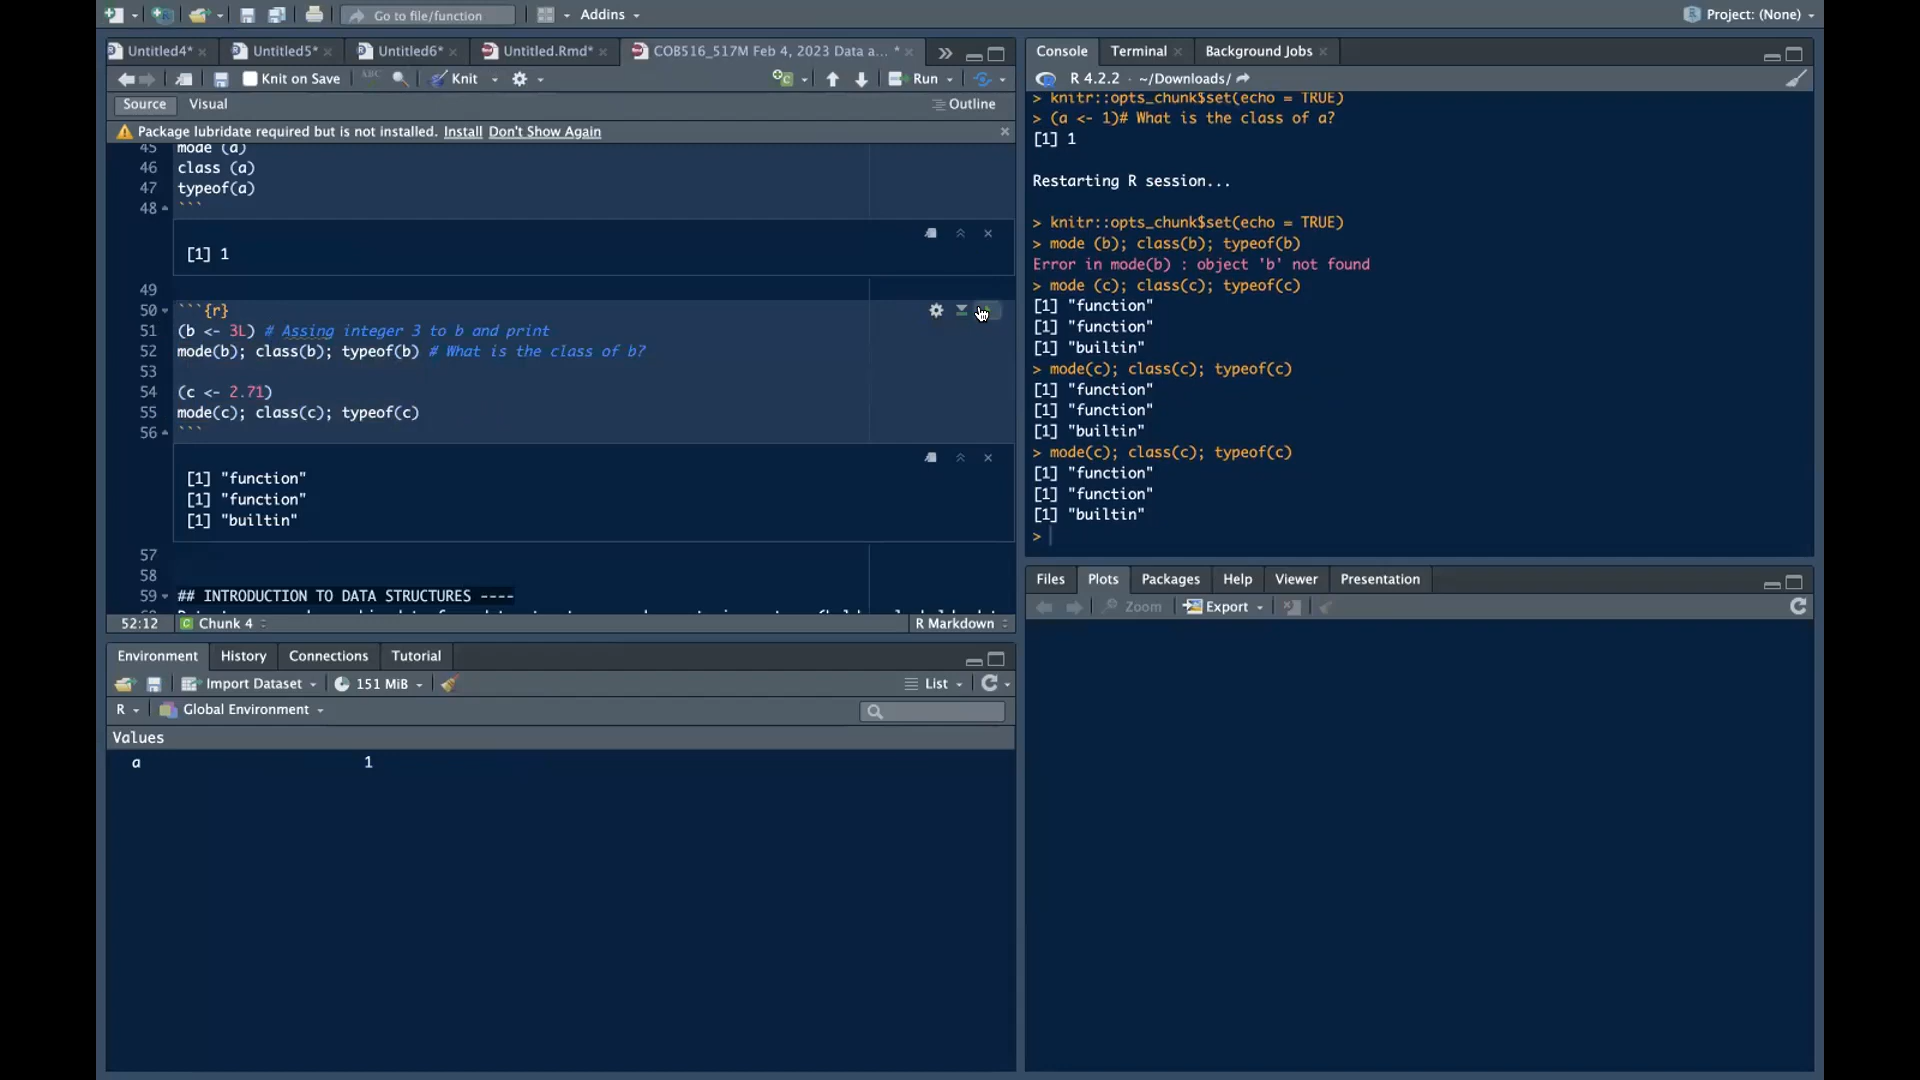 Go to file/function
Addins
Project: (None)
Untitled4*
Untitled5*
Untitled6*
Untitled.Rmd*
COB516_517M Feb 4, 2023 Data a... *
Knit on Save
ABC
Knit
Run
Source
Visual
Outline
Package lubridate required but is not installed. Install Don't Show Again
45 mode (a)
46 class (a)
47 typeof(a)
48 ```
[1] 1
49
50 ```{r}
51 (b <- 3L) # Assing integer 3 to b and print
52 mode(b); class(b); typeof(b) # What is the class of b?
53
54 (c <- 2.71)
55 mode(c); class(c); typeof(c)
56 ```
[1] "function"
[1] "function"
[1] "builtin"
57
58
59 ## INTRODUCTION TO DATA STRUCTURES ----
52:12
Chunk 4
R Markdown
Environment
History
Connections
Tutorial
Import Dataset
151 MiB
List
R
Global Environment
Values
a 1
Console
Terminal
Background Jobs
R 4.2.2 · ~/Downloads/
> knitr::opts_chunk$set(echo = TRUE)
> (a <- 1)# What is the class of a?
[1] 1
Restarting R session...
> knitr::opts_chunk$set(echo = TRUE)
> mode (b); class(b); typeof(b)
Error in mode(b) : object 'b' not found
> mode (c); class(c); typeof(c)
[1] "function"
[1] "function"
[1] "builtin"
> mode(c); class(c); typeof(c)
[1] "function"
[1] "function"
[1] "builtin"
> mode(c); class(c); typeof(c)
[1] "function"
[1] "function"
[1] "builtin"
>
Files
Plots
Packages
Help
Viewer
Presentation
Zoom
Export